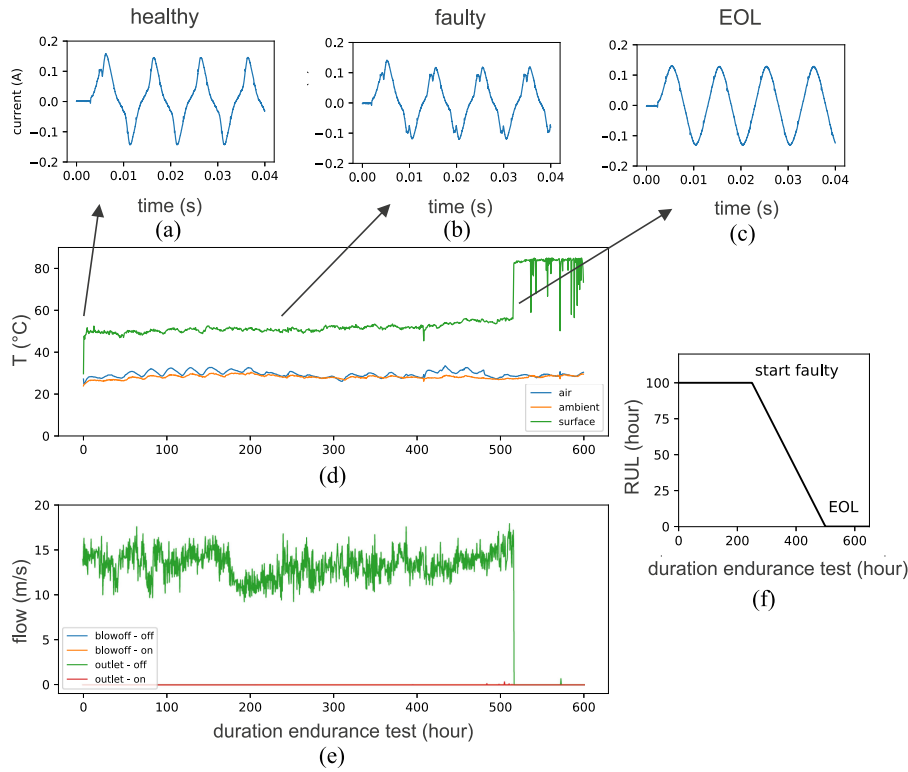 healthy
faulty
EOL
0.2
0.1
0.0
−0.1
−0.2
current (A)
0.00 0.01 0.02 0.03 0.04
time (s)
(a)
0.2
0.1
0.0
−0.1
−0.2
0.00 0.01 0.02 0.03 0.04
time (s)
(b)
0.2
0.1
0.0
−0.1
−0.2
0.00 0.01 0.02 0.03 0.04
time (s)
(c)
80
60
40
20
0
T (°C)
air
ambient
surface
0 100 200 300 400 500 600
(d)
20
15
10
5
0
flow (m/s)
blowoff - off
blowoff - on
outlet - off
outlet - on
0 100 200 300 400 500 600
duration endurance test (hour)
(e)
start faulty
100
75
50
25
0
RUL (hour)
EOL
0 200 400 600
duration endurance test (hour)
(f)